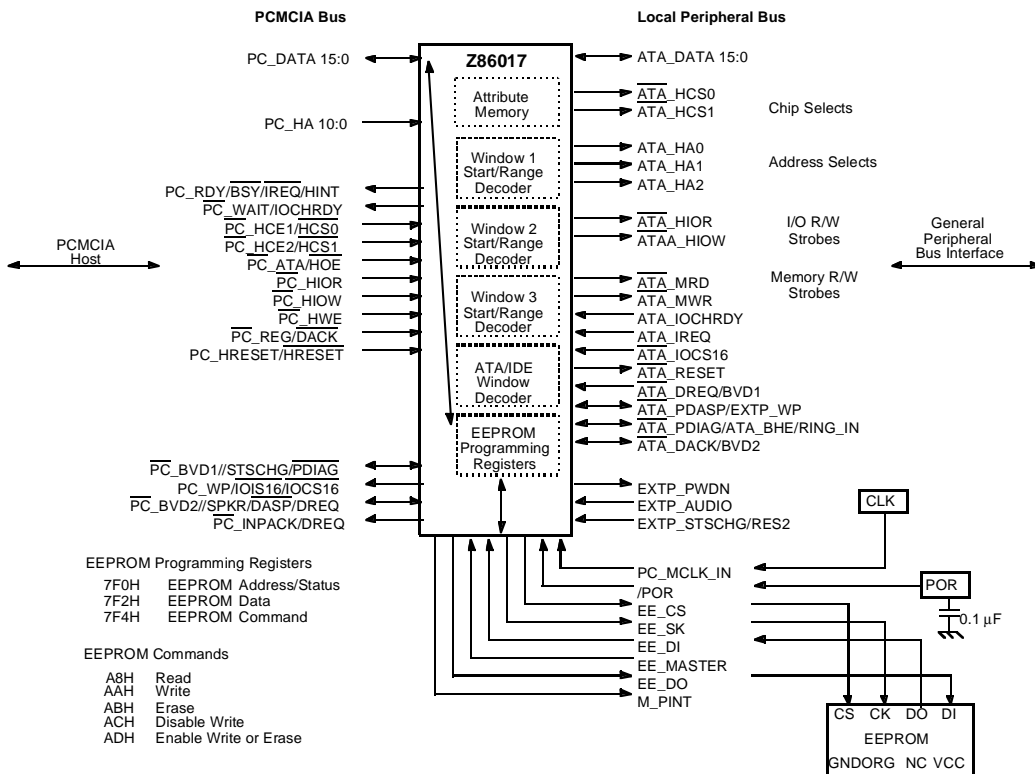 PCMCIA Bus
Local Peripheral Bus
Z86017
PC_DATA 15:0
ATA_DATA 15:0
Attribute
Memory
ATA_HCS0
ATA_HCS1
Chip Selects
PC_HA 10:0
ATA_HA0
ATA_HA1
ATA_HA2
Address Selects
Window 1
Start/Range
Decoder
PC_RDY/BSY/IREQ/HINT
PC_WAIT/IOCHRDY
PC_HCE1/HCS0
PC_HCE2/HCS1
PC_ATA/HOE
PC_HIOR
PC_HIOW
PC_HWE
PC_REG/DACK
PC_HRESET/HRESET
PCMCIA
Host
Window 2
Start/Range
Decoder
ATA_HIOR
ATAA_HIOW
I/O R/W
Strobes
General
Peripheral
Bus Interface
Window 3
Start/Range
Decoder
ATA_MRD
ATA_MWR
Memory R/W
Strobes
ATA_IOCHRDY
ATA_IREQ
ATA_IOCS16
ATA_RESET
ATA_DREQ/BVD1
ATA_PDASP/EXTP_WP
ATA_PDIAG/ATA_BHE/RING_IN
ATA_DACK/BVD2
ATA/IDE
Window
Decoder
EEPROM
Programming
Registers
PC_BVD1//STSCHG/PDIAG
PC_WP/IOIS16/IOCS16
PC_BVD2//SPKR/DASP/DREQ
PC_INPACK/DREQ
EXTP_PWDN
EXTP_AUDIO
EXTP_STSCHG/RES2
CLK
PC_MCLK_IN
/POR
EE_CS
EE_SK
EE_DI
EE_MASTER
EE_DO
M_PINT
POR
0.1 μF
EEPROM Programming Registers
7F0H EEPROM Address/Status
7F2H EEPROM Data
7F4H EEPROM Command
EEPROM Commands
A8H Read
AAH Write
ABH Erase
ACH Disable Write
ADH Enable Write or Erase
CS CK DO DI
EEPROM
GNDORG NC VCC